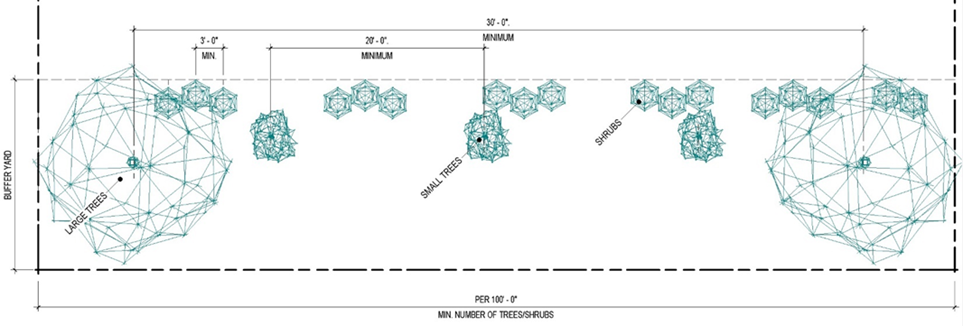 30' - 0".
MINIMUM
3' - 0".
MIN.
20' - 0".
MINIMUM
BUFFER YARD
LARGE TREES
SMALL TREES
SHRUBS
PER 100' - 0"
MIN. NUMBER OF TREES/SHRUBS